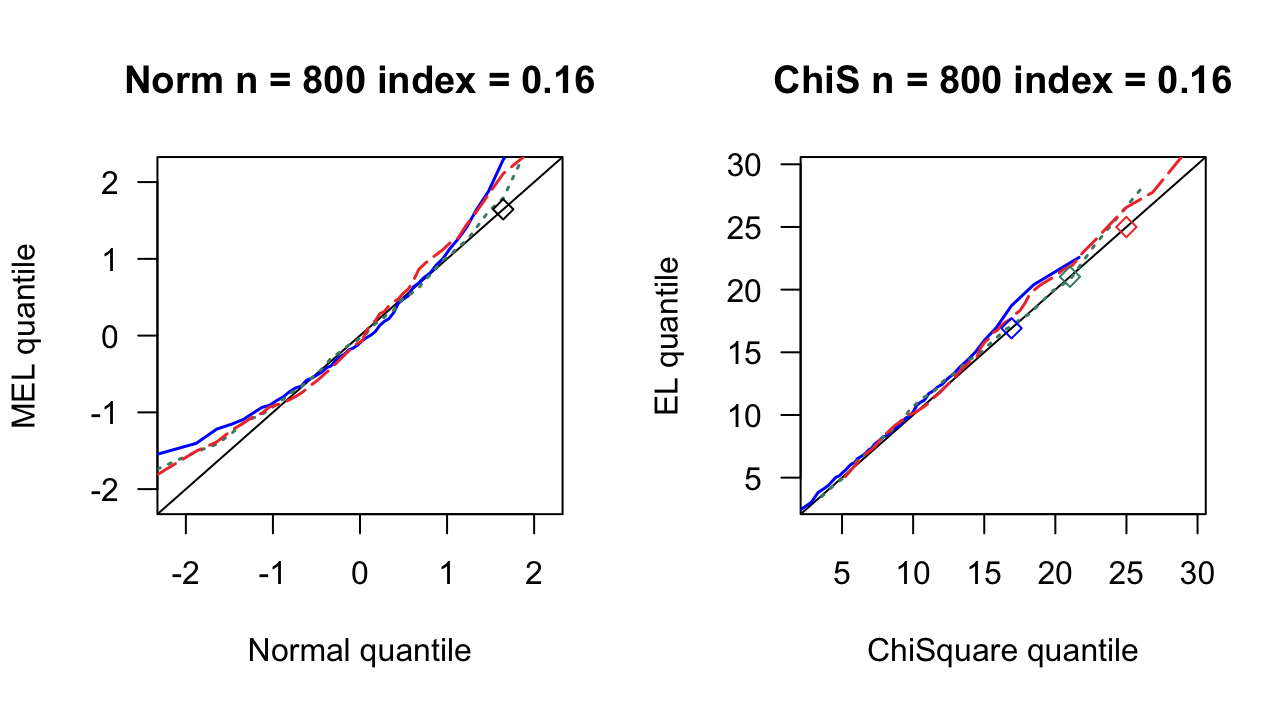 Norm n = 800 index = 0.16
MEL quantile
2
1
0
-1
-2
-2 -1 0 1 2
Normal quantile
ChiS n = 800 index = 0.16
EL quantile
30
25
20
15
10
5
5 10 15 20 25 30
ChiSquare quantile